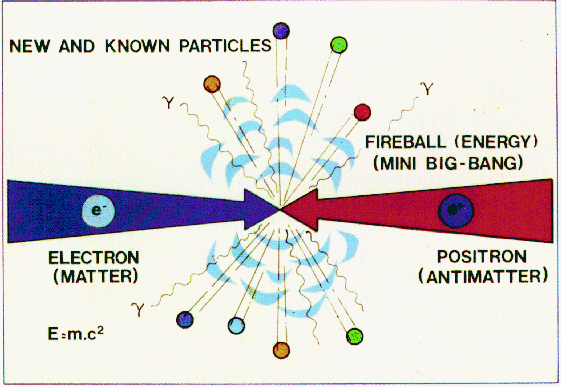 NEW AND KNOWN PARTICLES
γ
γ
FIREBALL (ENERGY)
(MINI BIG-BANG)
e⁻
e⁺
ELECTRON
(MATTER)
POSITRON
(ANTIMATTER)
γ
E=m.c²